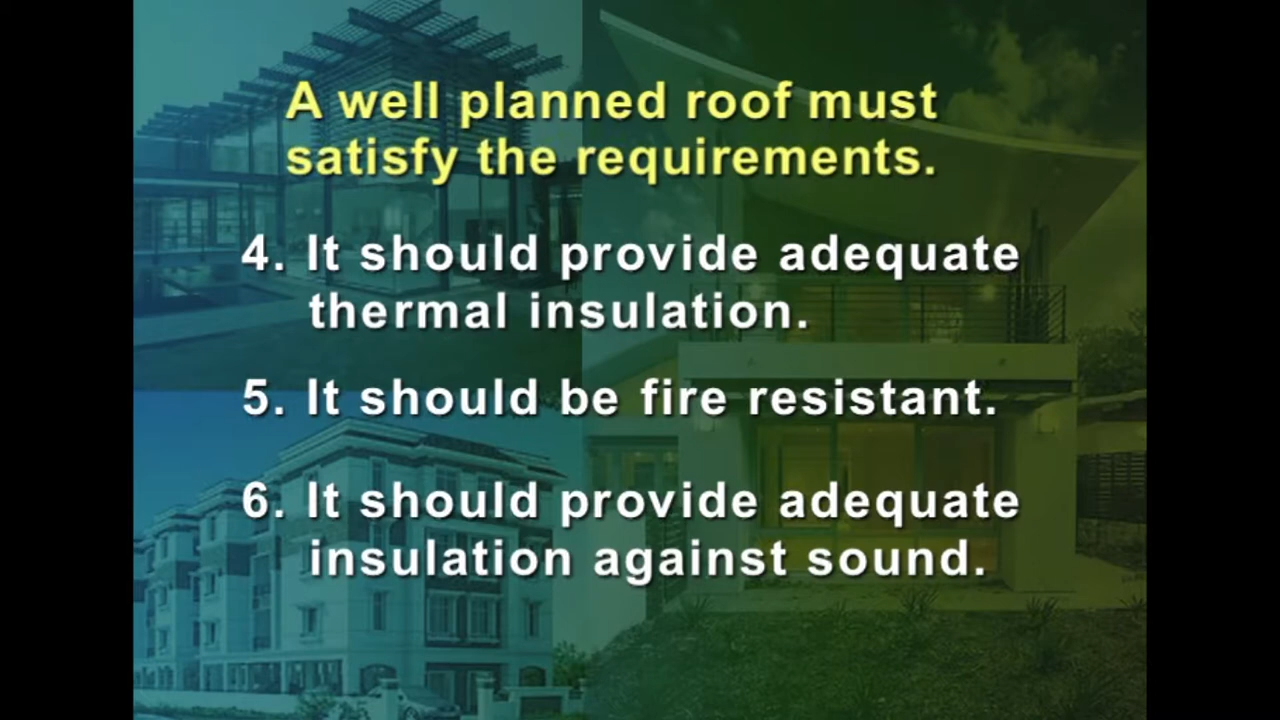 A well planned roof must
satisfy the requirements.
4. It should provide adequate
thermal insulation.
5. It should be fire resistant.
6. It should provide adequate
insulation against sound.